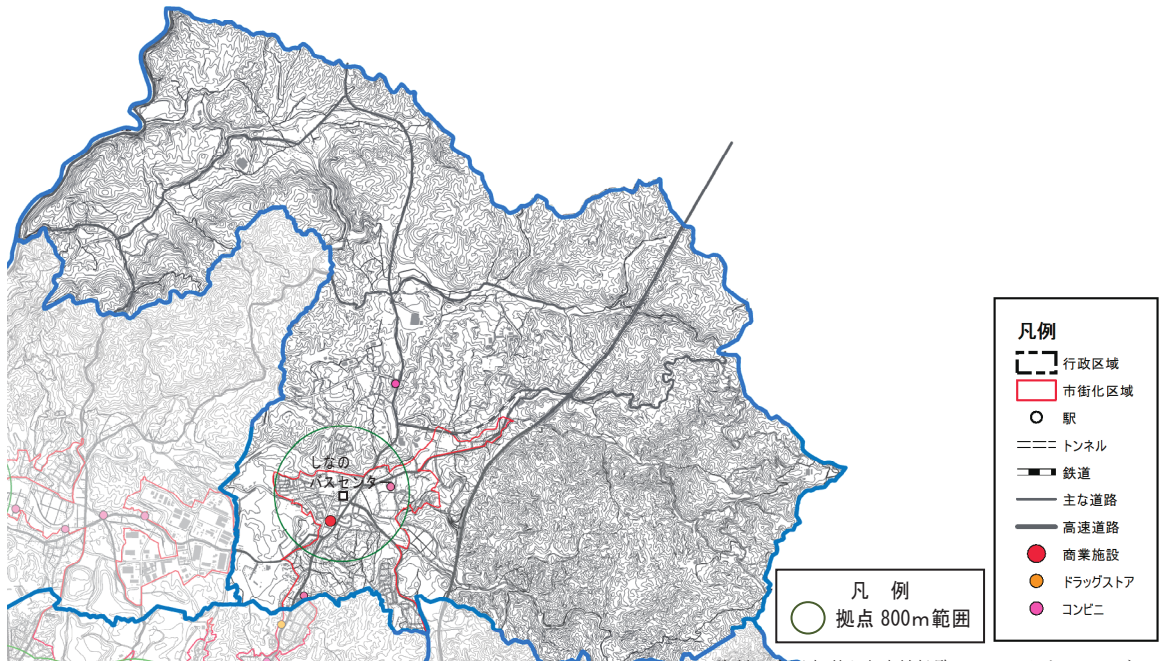 しなの
バスセンター
凡例
行政区域
市街化区域
駅
トンネル
鉄道
主な道路
高速道路
商業施設
ドラッグストア
コンビニ
凡 例
拠点 800m範囲